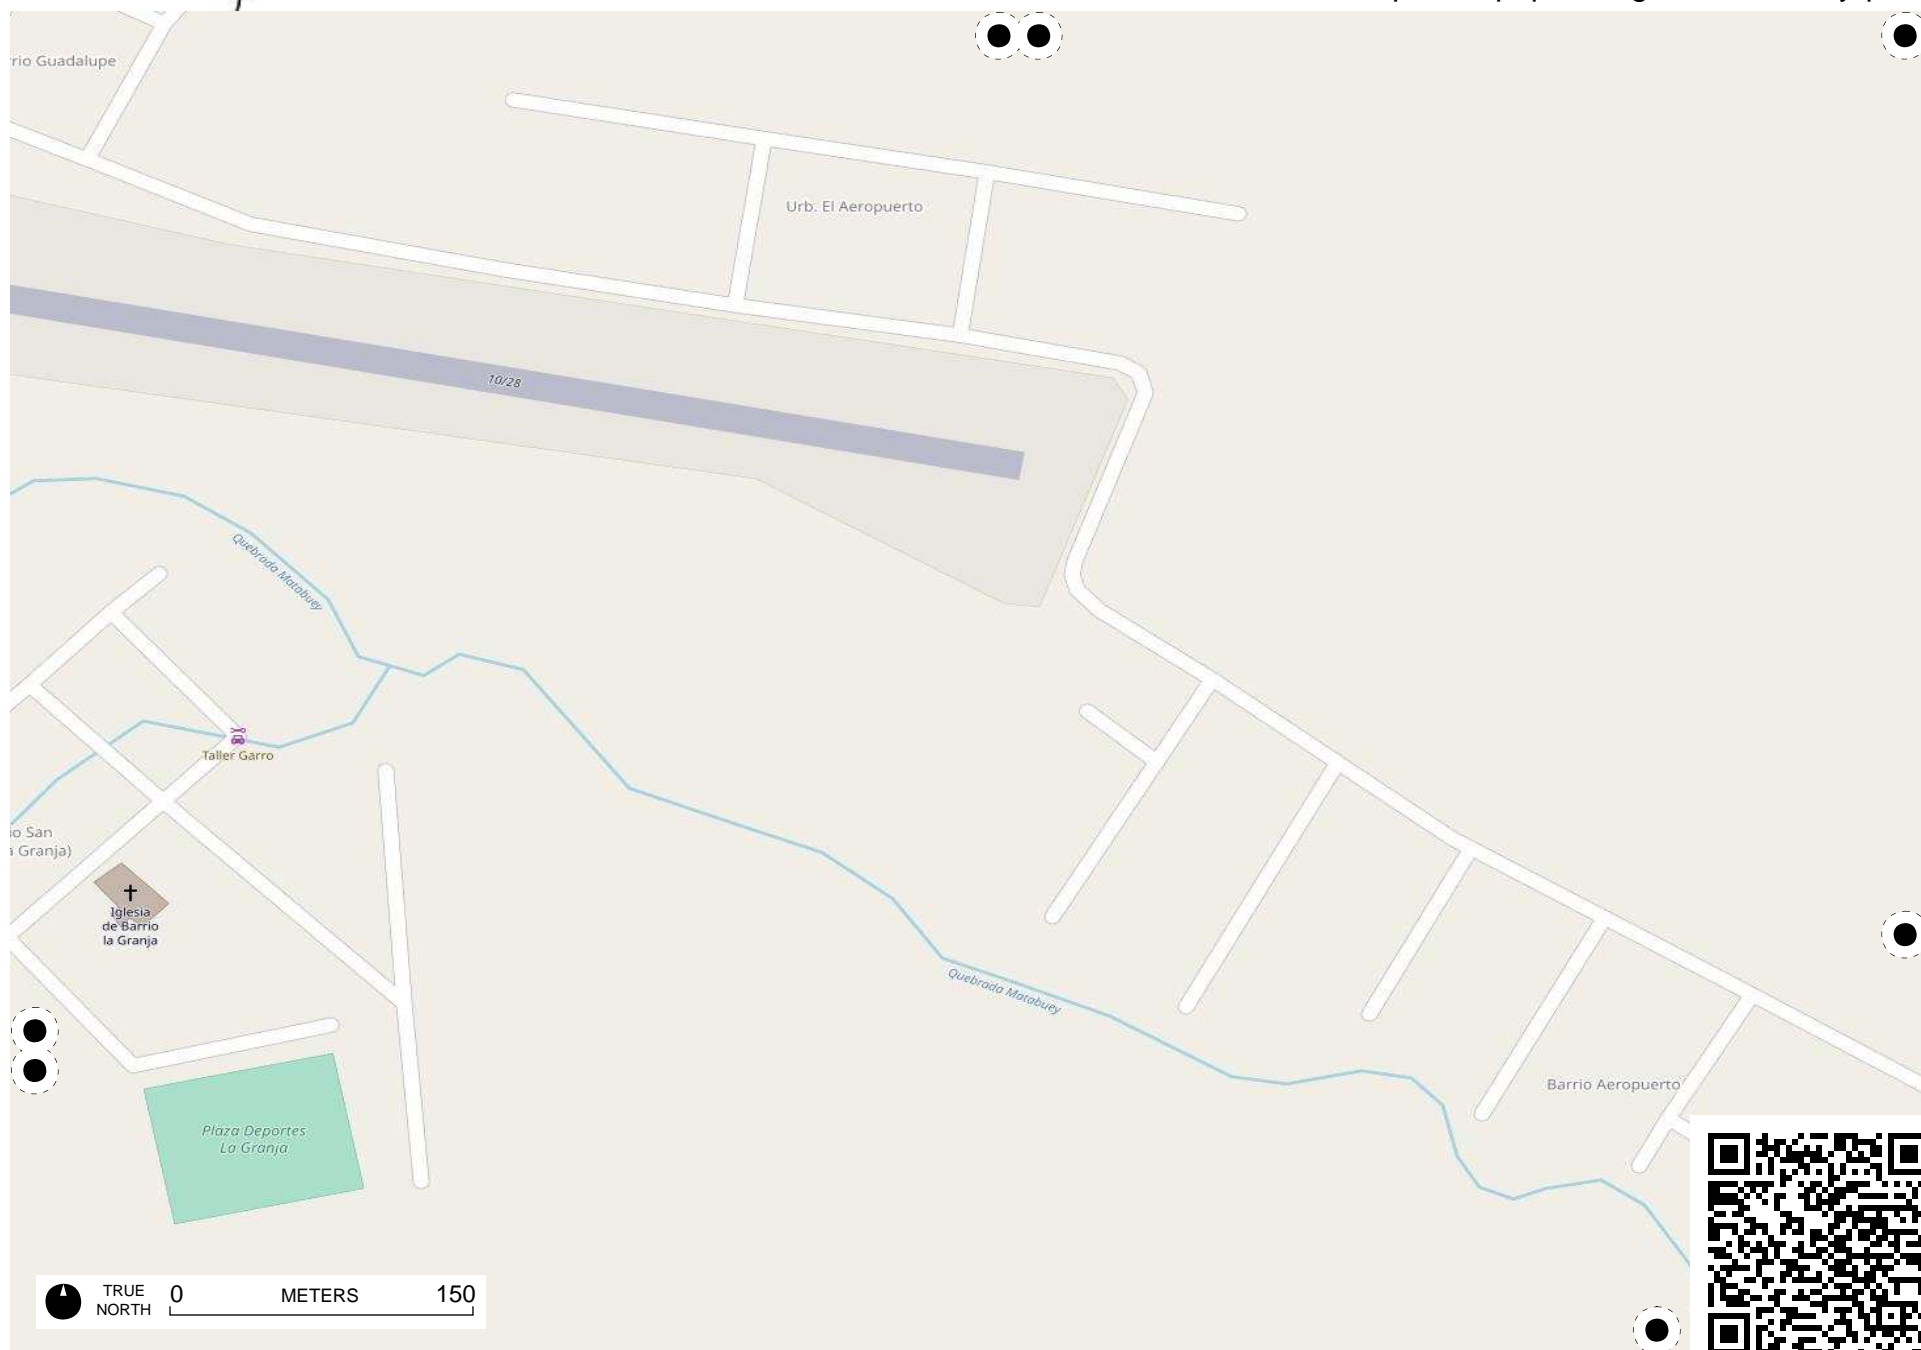 rio Guadalupe
Urb. El Aeropuerto
10/28
Quebrada Matabuey
Taller Garro
io San
a Granja)
Iglesia
de Barrio
la Granja
Quebrada Matabuey
Barrio Aeropuerto
Plaza Deportes
La Granja
TRUE
NORTH
0 METERS 150